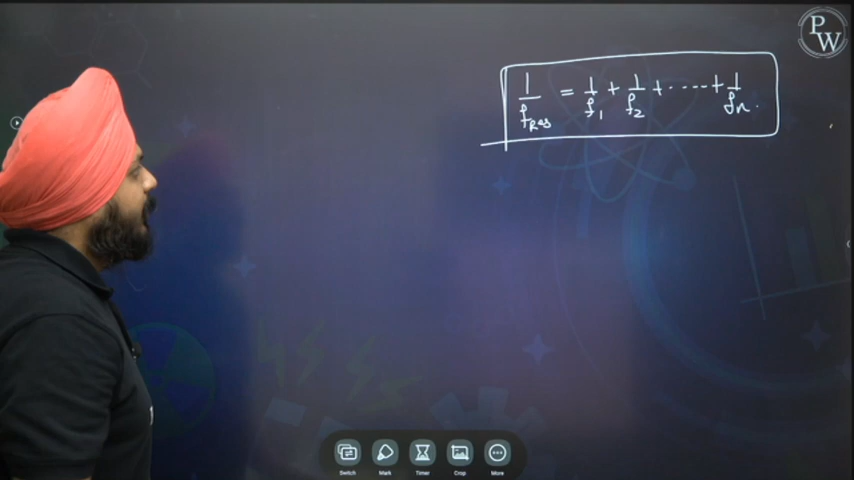 PW
1/f_Res = 1/f_1 + 1/f_2 + ..... + 1/f_n.
Switch Mark Timer Crop More